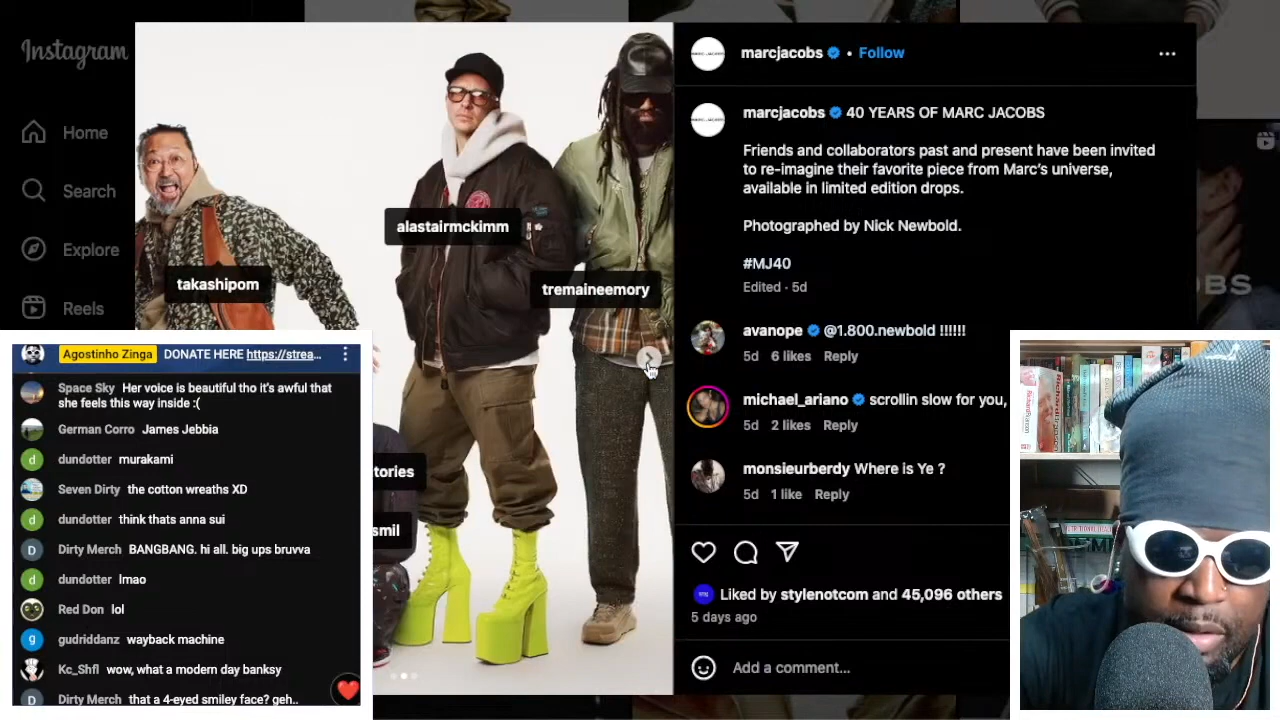 Instagram
Home
Search
Explore
Reels
takashipom
alastairmckimm
tremaineemory
tories
smil
marcjacobs • Follow
marcjacobs 40 YEARS OF MARC JACOBS
Friends and collaborators past and present have been invited
to re-imagine their favorite piece from Marc’s universe,
available in limited edition drops.
Photographed by Nick Newbold.
#MJ40
Edited · 5d
avanope @1.800.newbold !!!!!!
5d 6 likes Reply
michael_ariano scrollin slow for you,
5d 2 likes Reply
monsieurberdy Where is Ye ?
5d 1 like Reply
Liked by stylenotcom and 45,096 others
5 days ago
Add a comment...
OBS
Agostinho Zinga DONATE HERE https://strea...
Space Sky Her voice is beautiful tho it's awful that
she feels this way inside :(
German Corro James Jebbia
d dundotter murakami
Seven Dirty the cotton wreaths XD
d dundotter think thats anna sui
D Dirty Merch BANGBANG. hi all. big ups bruvva
d dundotter lmao
Red Don lol
g gudriddanz wayback machine
Kc_Shfl wow, what a modern day banksy
D Dirty Merch that a 4-eyed smiley face? geh..